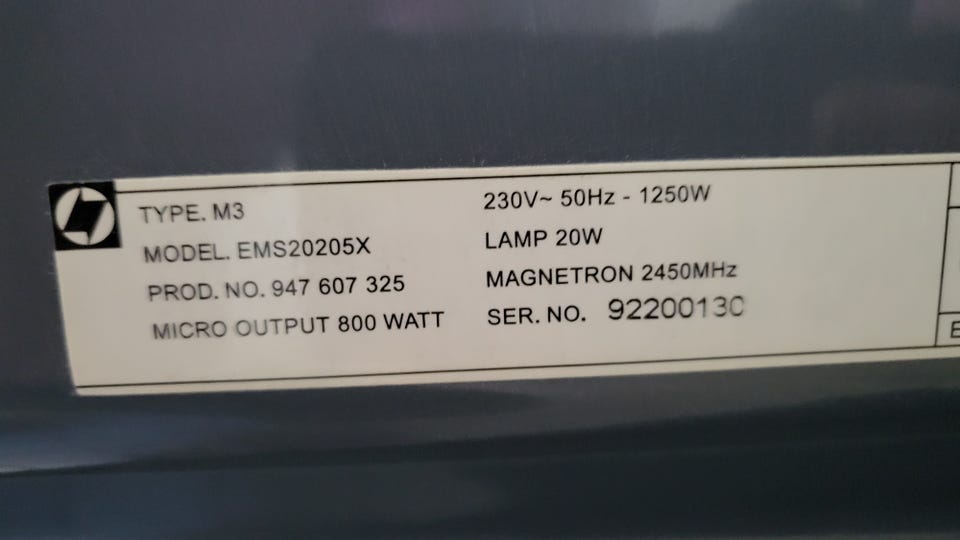 TYPE. M3
MODEL. EMS20205X
PROD. NO. 947 607 325
MICRO OUTPUT 800 WATT
230V~ 50Hz - 1250W
LAMP 20W
MAGNETRON 2450MHz
SER. NO.